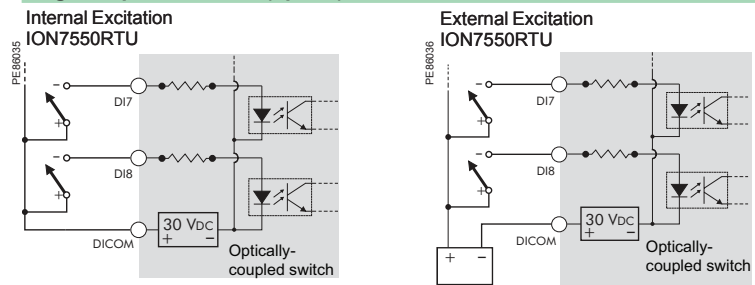 Internal Excitation
ION7550RTU
PE86035
DI7
DI8
DICOM
30 VDC
+ −
Optically-
coupled switch
External Excitation
ION7550RTU
PE86036
DI7
DI8
DICOM
30 VDC
+ −
+ −
Optically-
coupled switch